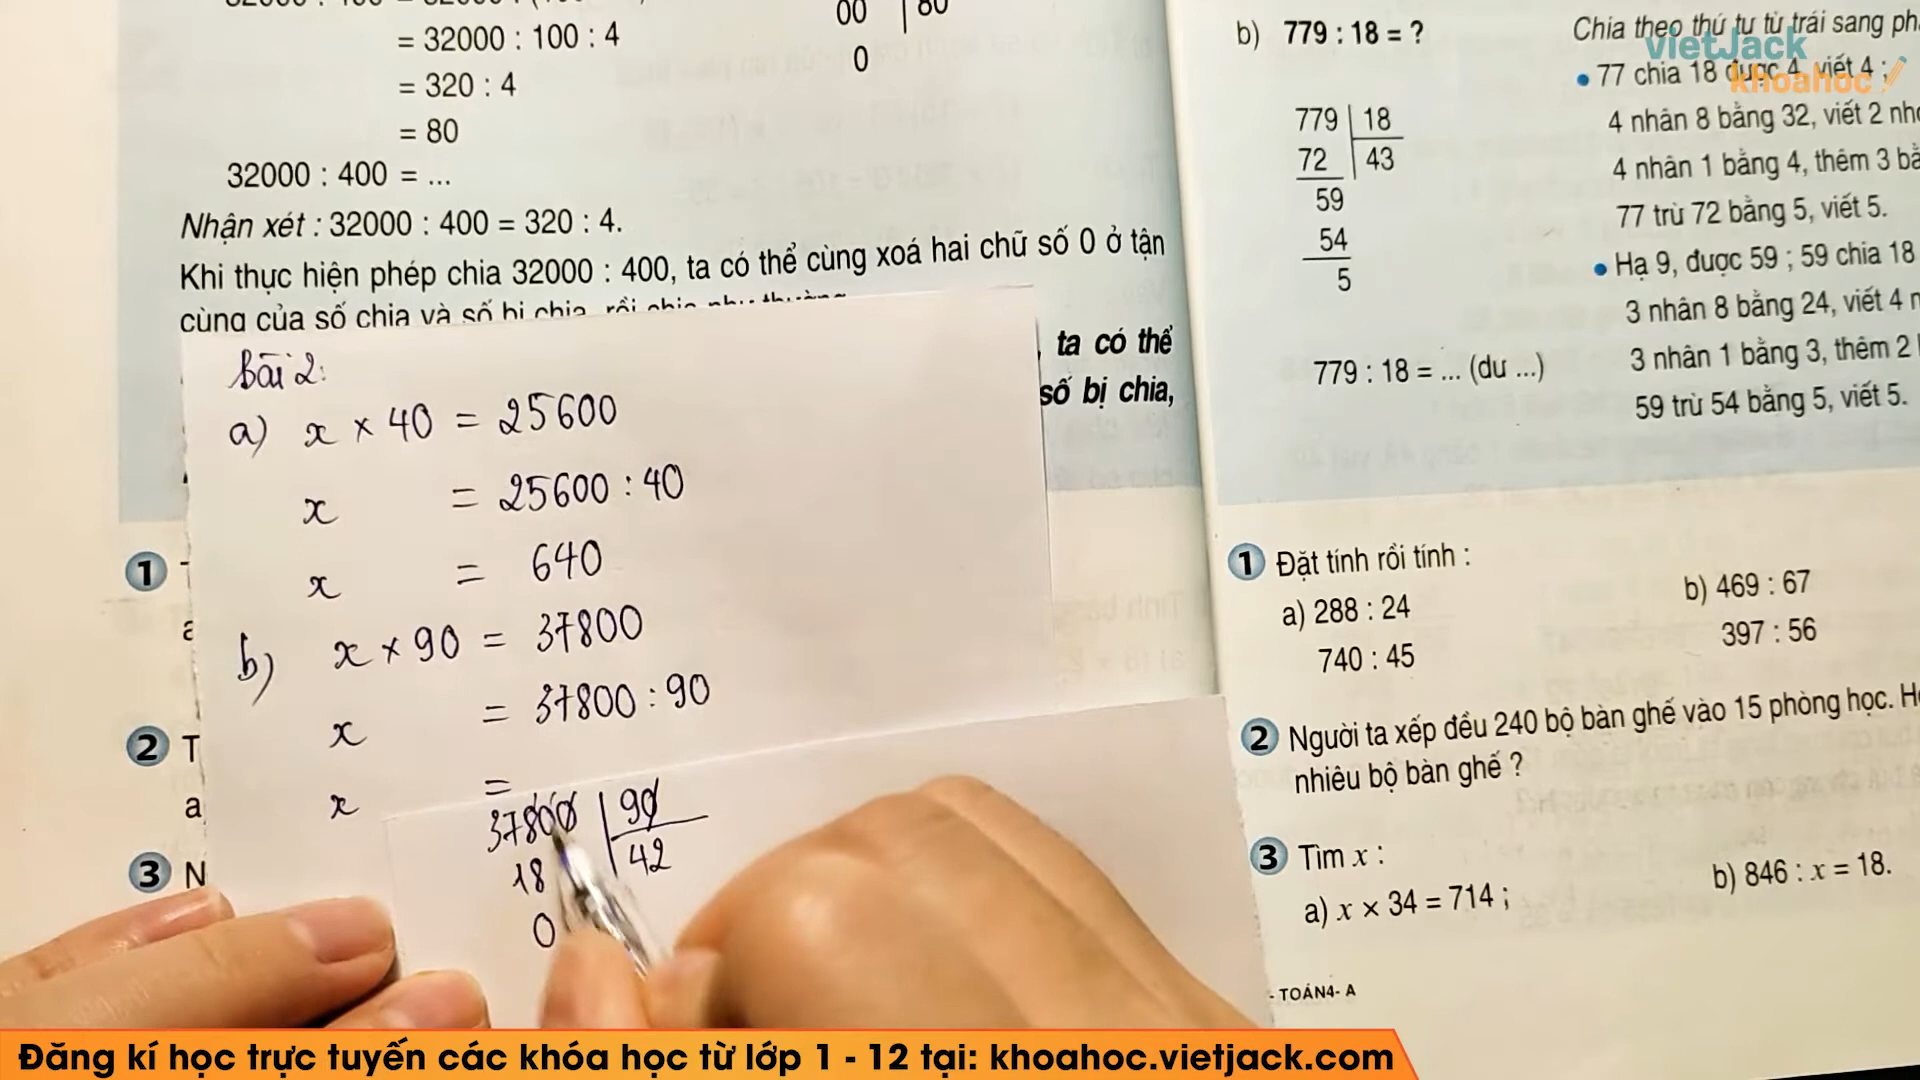 = 32000 : 100 : 4
= 320 : 4
= 80
00 80
0
32000 : 400 = ...
Nhận xét : 32000 : 400 = 320 : 4.
Khi thực hiện phép chia 32000 : 400, ta có thể cùng xoá hai chữ số 0 ở tận
cùng của số chia và số bị chia, rồi chia như thường.
ta có thể
số bị chia,
Bài 2:
a) x × 40 = 25600
x = 25600 : 40
x = 640
b) x × 90 = 37800
x = 37800 : 90
x =
37800 90
18 42
0
1
2 T
a
3 N
b) 779 : 18 = ?
779 18
72 43
59
54
5
779 : 18 = ... (dư ...)
Chia theo thứ tự từ trái sang
• 77 chia 18 được 4, viết 4 ;
4 nhân 8 bằng 32, viết 2
4 nhân 1 bằng 4, thêm 3
77 trừ 72 bằng 5, viết 5.
• Hạ 9, được 59 ; 59 chia 18
3 nhân 8 bằng 24, viết 4
3 nhân 1 bằng 3, thêm 2
59 trừ 54 bằng 5, viết 5.
vietJack
khoahoc
1 Đặt tính rồi tính :
a) 288 : 24 b) 469 : 67
740 : 45 397 : 56
2 Người ta xếp đều 240 bộ bàn ghế vào 15 phòng học.
nhiêu bộ bàn ghế ?
3 Tìm x :
a) x × 34 = 714 ; b) 846 : x = 18.
- TOÁN4- A
Đăng kí học trực tuyến các khóa học từ lớp 1 - 12 tại: khoahoc.vietjack.com